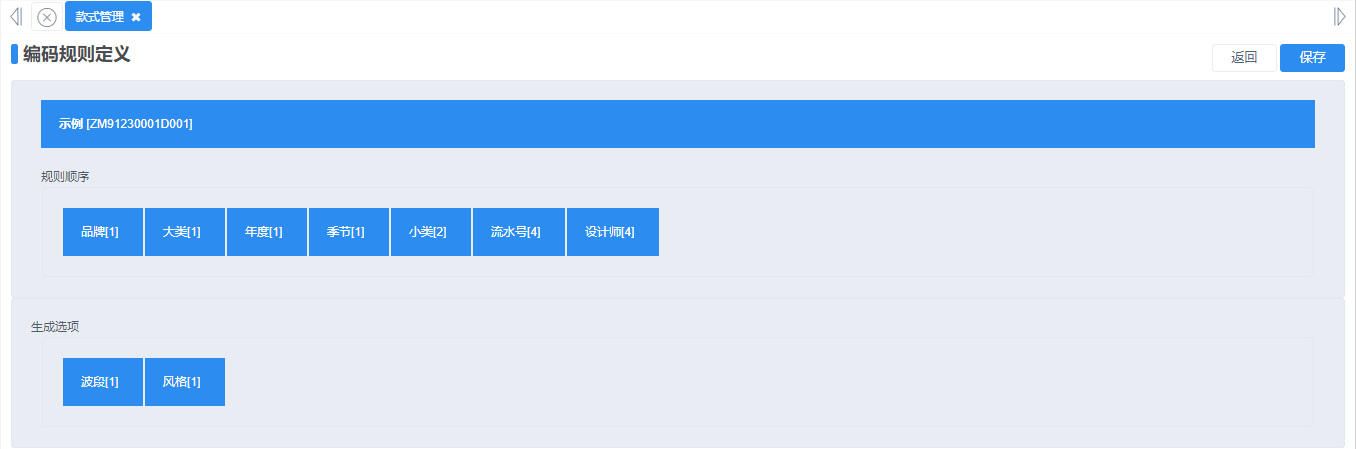 款式管理
编码规则定义
返回 保存
示例 [ZM91230001D001]
规则顺序
品牌[1] 大类[1] 年度[1] 季节[1] 小类[2] 流水号[4] 设计师[4]
生成选项
波段[1] 风格[1]